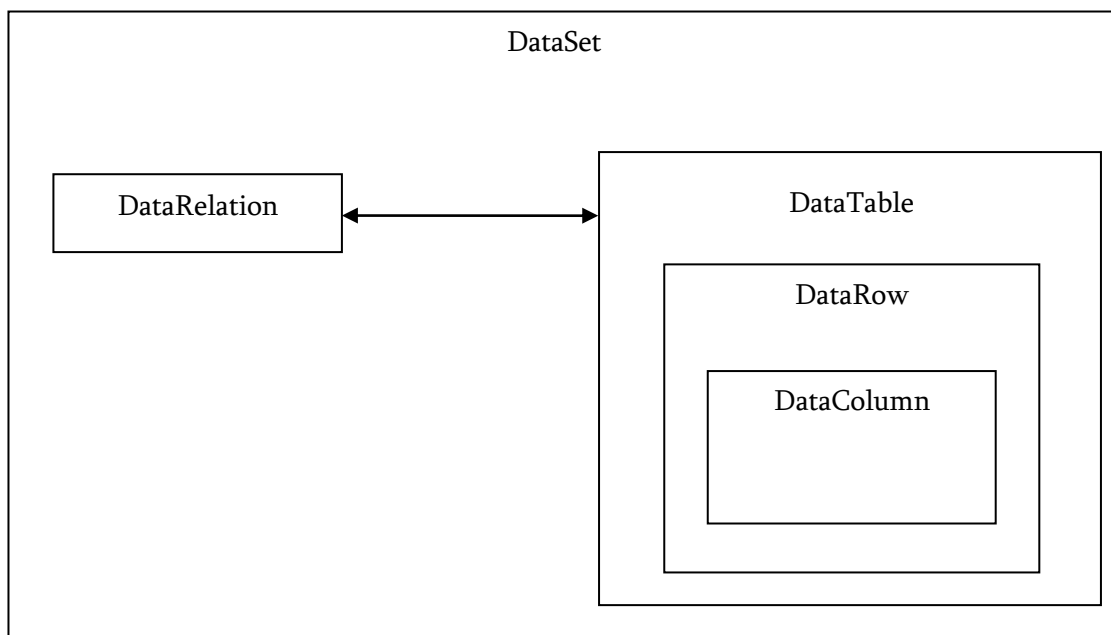 DataSet
DataRelation
DataTable
DataRow
DataColumn